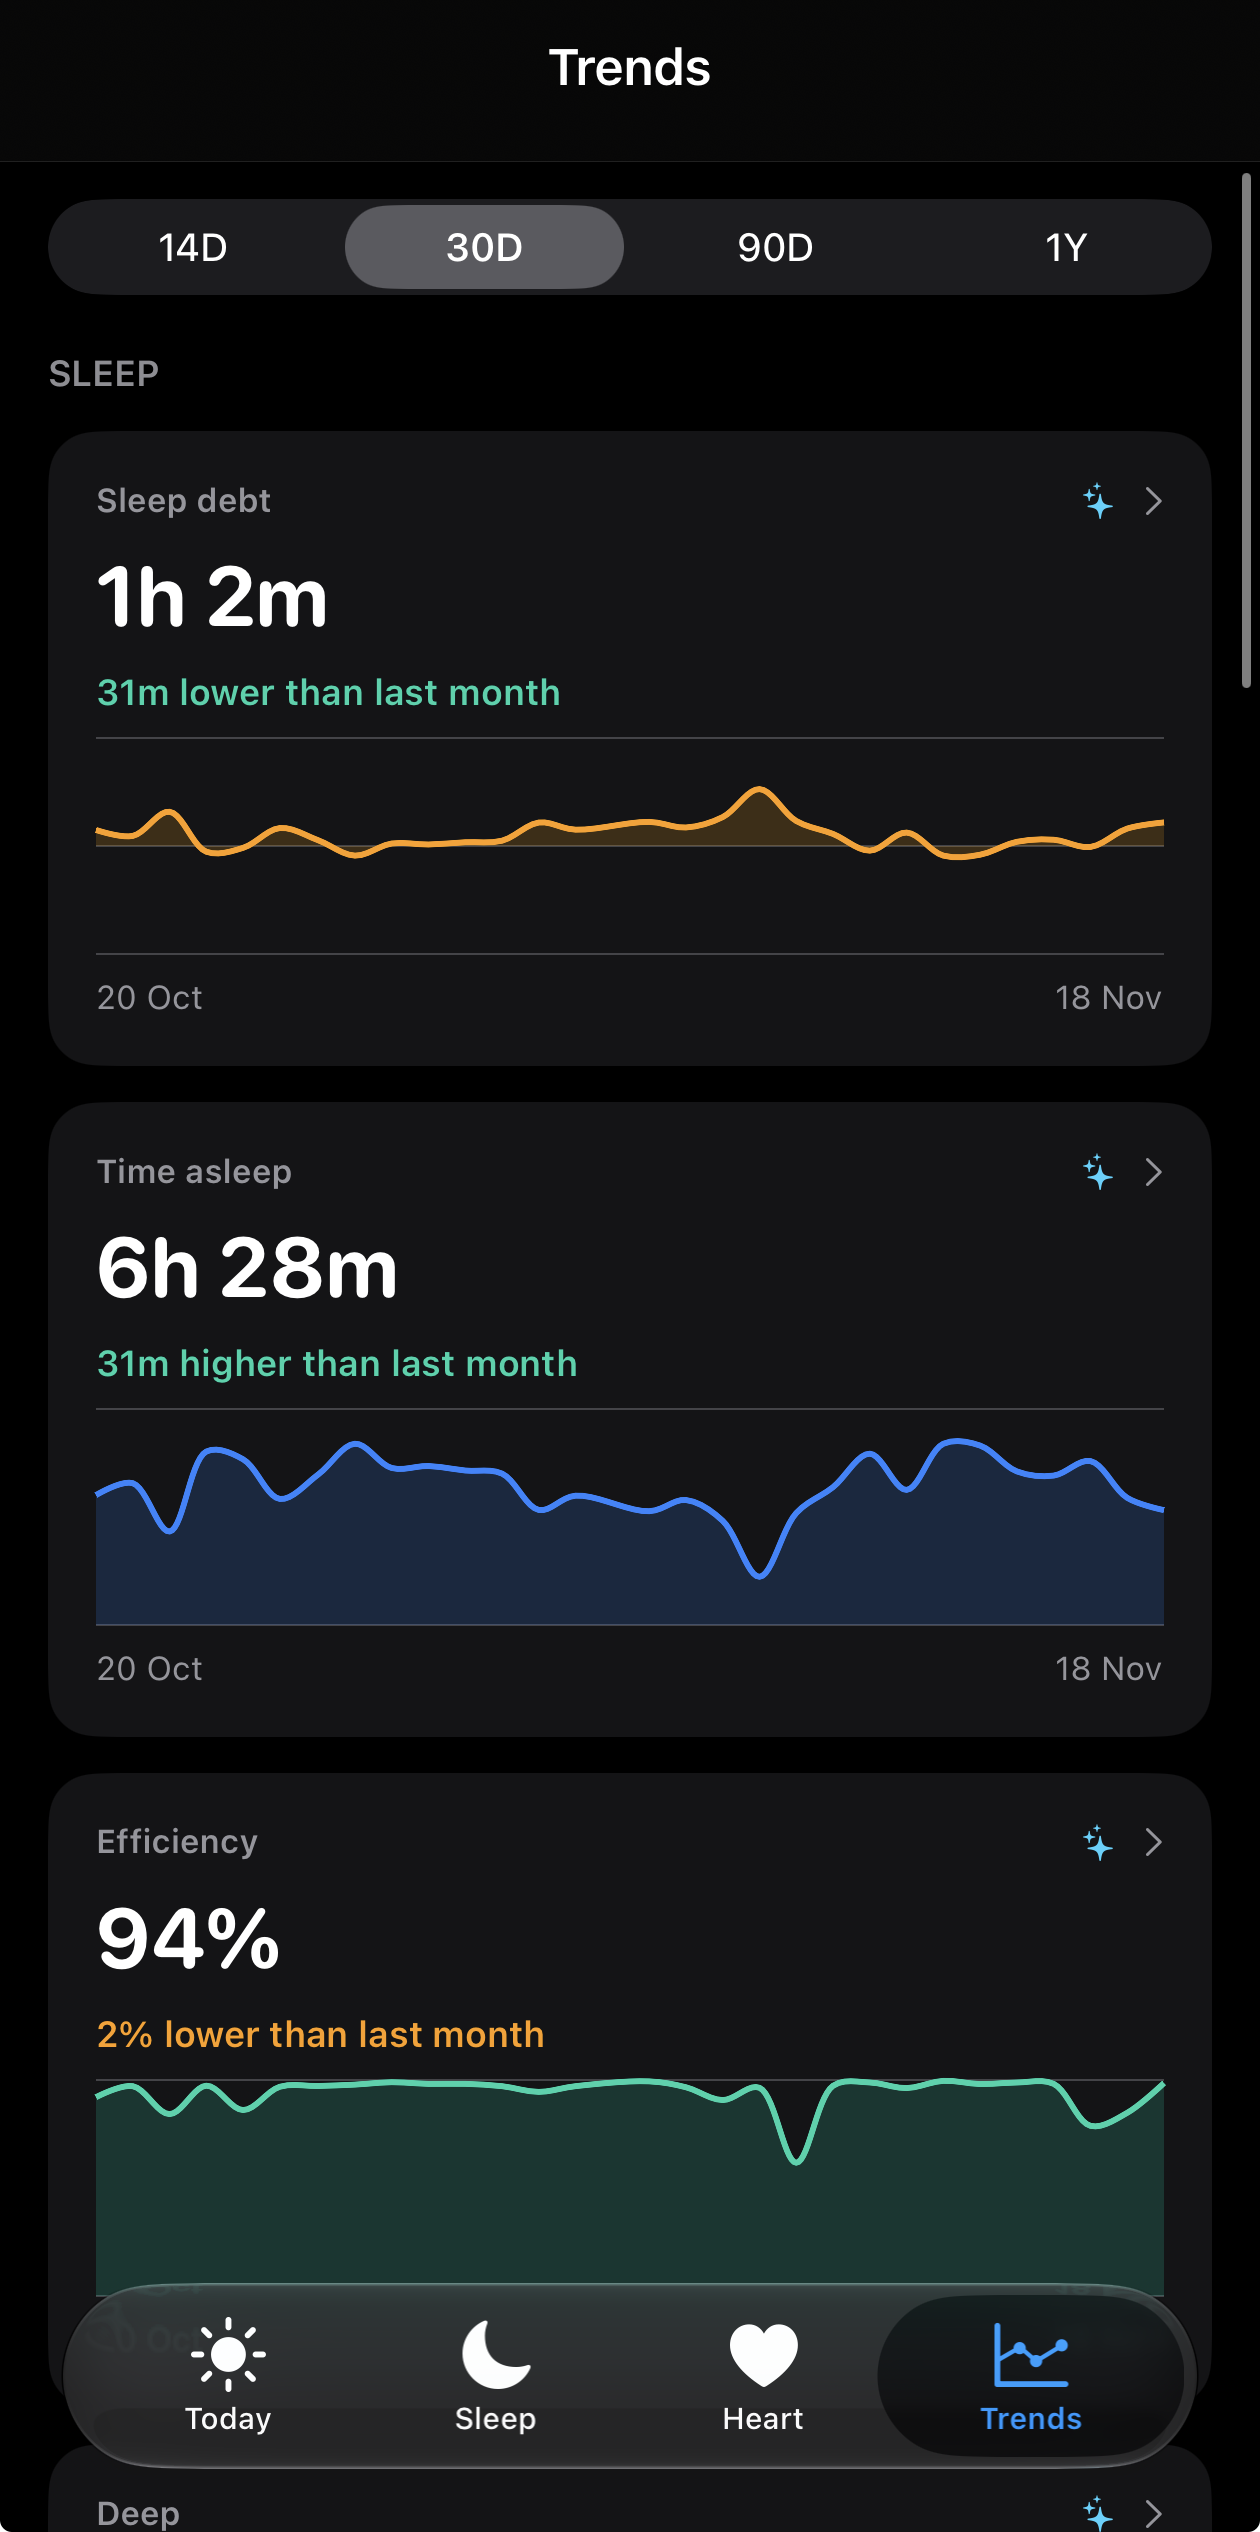 Trends
14D 30D 90D 1Y
SLEEP
Sleep debt
1h 2m
31m lower than last month
20 Oct 18 Nov
Time asleep
6h 28m
31m higher than last month
20 Oct 18 Nov
Efficiency
94%
2% lower than last month
Today Sleep Heart Trends
Deep